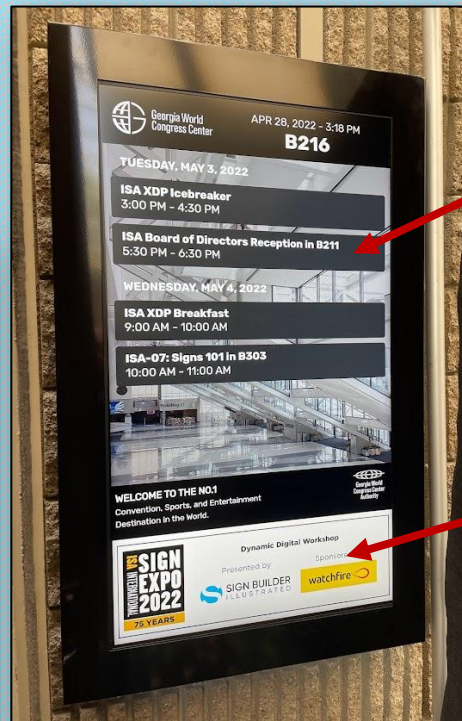 Georgia World
Congress Center
APR 28, 2022 - 3:18 PM
B216
TUESDAY, MAY 3, 2022
ISA XDP Icebreaker
3:00 PM - 4:30 PM
ISA Board of Directors Reception in B211
5:30 PM - 6:30 PM
WEDNESDAY, MAY 4, 2022
ISA XDP Breakfast
9:00 AM - 10:00 AM
ISA-07: Signs 101 in B303
10:00 AM - 11:00 AM
WELCOME TO THE NO.1
Convention, Sports, and Entertainment
Destination in the World.
Georgia World
Congress Center
Authority
Dynamic Digital Workshop
Presented by
SIGN BUILDER
ILLUSTRATED
watchfire
ISA
INTERNATIONAL
SIGN
EXPO
2022
75 YEARS